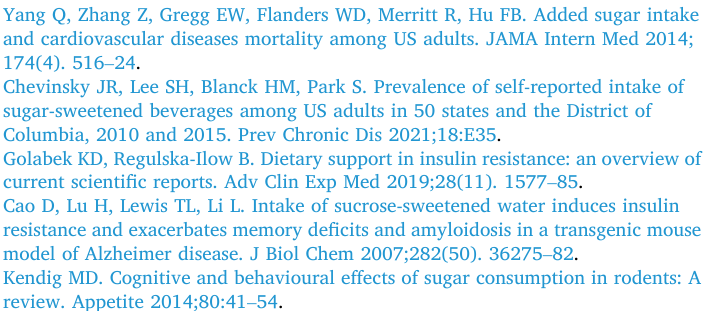 Yang Q, Zhang Z, Gregg EW, Flanders WD, Merritt R, Hu FB. Added sugar intake
and cardiovascular diseases mortality among US adults. JAMA Intern Med 2014;
174(4). 516–24.
Chevinsky JR, Lee SH, Blanck HM, Park S. Prevalence of self-reported intake of
sugar-sweetened beverages among US adults in 50 states and the District of
Columbia, 2010 and 2015. Prev Chronic Dis 2021;18:E35.
Golabek KD, Regulska-Ilow B. Dietary support in insulin resistance: an overview of
current scientific reports. Adv Clin Exp Med 2019;28(11). 1577–85.
Cao D, Lu H, Lewis TL, Li L. Intake of sucrose-sweetened water induces insulin
resistance and exacerbates memory deficits and amyloidosis in a transgenic mouse
model of Alzheimer disease. J Biol Chem 2007;282(50). 36275–82.
Kendig MD. Cognitive and behavioural effects of sugar consumption in rodents: A
review. Appetite 2014;80:41–54.